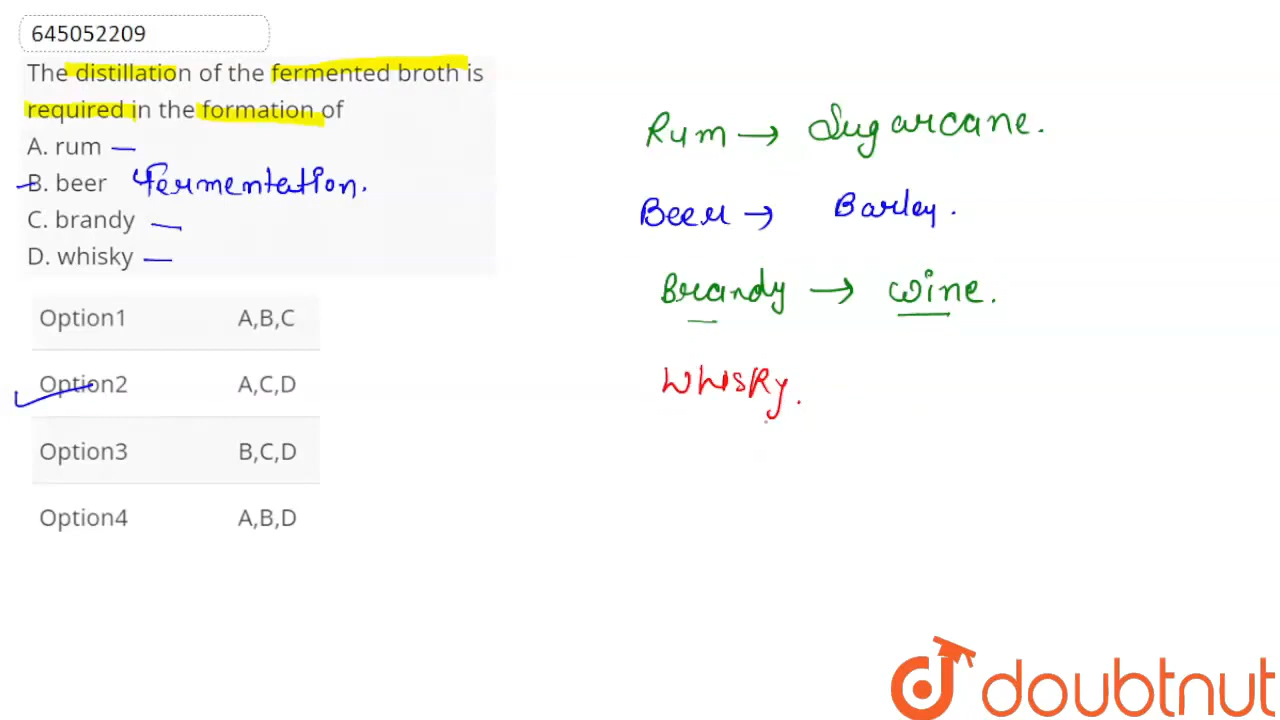 645052209
The distillation of the fermented broth is
required in the formation of
A. rum
B. beer Fermentation.
C. brandy
D. whisky
Option1 A,B,C
Option2 A,C,D
Option3 B,C,D
Option4 A,B,D
Rum → Sugarcane.
Beer → Barley.
Brandy → wine.
WHISKy.
doubtnut